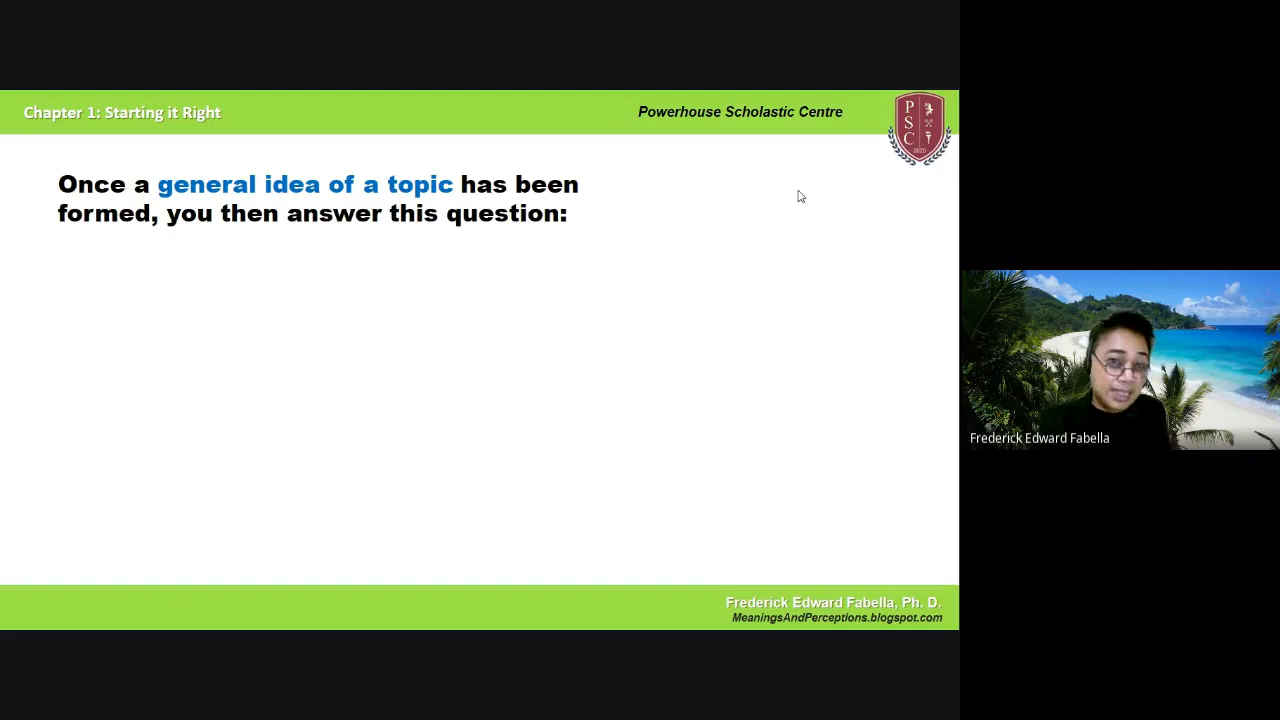 Chapter 1: Starting it Right
Powerhouse Scholastic Centre
P
S
C
2020
Once a general idea of a topic has been
formed, you then answer this question:
Frederick Edward Fabella
Frederick Edward Fabella, Ph. D.
MeaningsAndPerceptions.blogspot.com